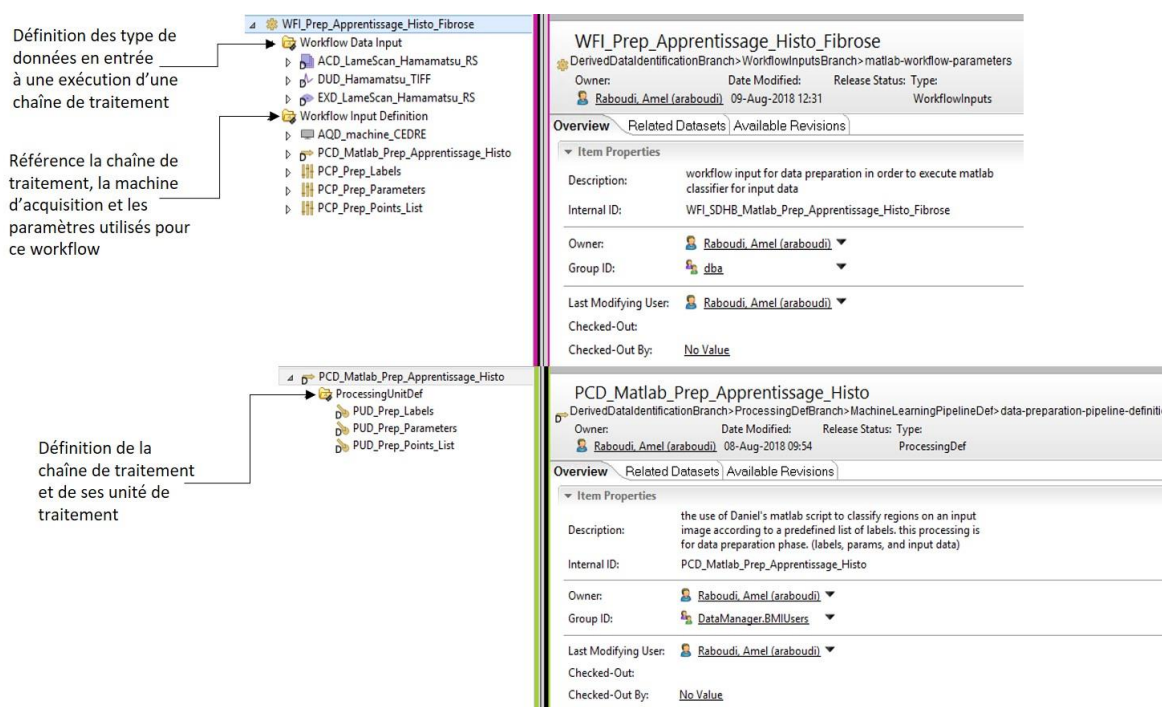 Définition des type de
données en entrée
à une exécution d'une
chaîne de traitement
Référence la chaîne de
traitement, la machine
d'acquisition et les
paramètres utilisés pour
ce workflow
WFI_Prep_Apprentissage_Histo_Fibrose
Workflow Data Input
ACD_LameScan_Hamamatsu_RS
DUD_Hamamatsu_TIFF
EXD_LameScan_Hamamatsu_RS
Workflow Input Definition
AQD_machine_CEDRE
PCD_Matlab_Prep_Apprentissage_Histo
PCP_Prep_Labels
PCP_Prep_Parameters
PCP_Prep_Points_List
WFI_Prep_Apprentissage_Histo_Fibrose
DerivedDataIdentificationBranch>WorkflowInputsBranch>matlab-workflow-parameters
Owner: Date Modified: Release Status: Type:
Raboudi, Amel (araboudi) 09-Aug-2018 12:31 WorkflowInputs
Overview Related Datasets Available Revisions
Item Properties
Description: workflow input for data preparation in order to execute matlab
classifier for input data
Internal ID: WFI_SDHB_Matlab_Prep_Apprentissage_Histo_Fibrose
Owner: Raboudi, Amel (araboudi)
Group ID: dba
Last Modifying User: Raboudi, Amel (araboudi)
Checked-Out:
Checked-Out By: No Value
Définition de la
chaîne de traitement
et de ses unité de
traitement
PCD_Matlab_Prep_Apprentissage_Histo
ProcessingUnitDef
PUD_Prep_Labels
PUD_Prep_Parameters
PUD_Prep_Points_List
PCD_Matlab_Prep_Apprentissage_Histo
DerivedDataIdentificationBranch>ProcessingDefBranch>MachineLearningPipelineDef>data-preparation-pipeline-definiti
Owner: Date Modified: Release Status: Type:
Raboudi, Amel (araboudi) 08-Aug-2018 09:54 ProcessingDef
Overview Related Datasets Available Revisions
Item Properties
Description: the use of Daniel's matlab script to classify regions on an input
image according to a predefined list of labels. this processing is
for data preparation phase. (labels, params, and input data)
Internal ID: PCD_Matlab_Prep_Apprentissage_Histo
Owner: Raboudi, Amel (araboudi)
Group ID: DataManager.BMIUsers
Last Modifying User: Raboudi, Amel (araboudi)
Checked-Out:
Checked-Out By: No Value